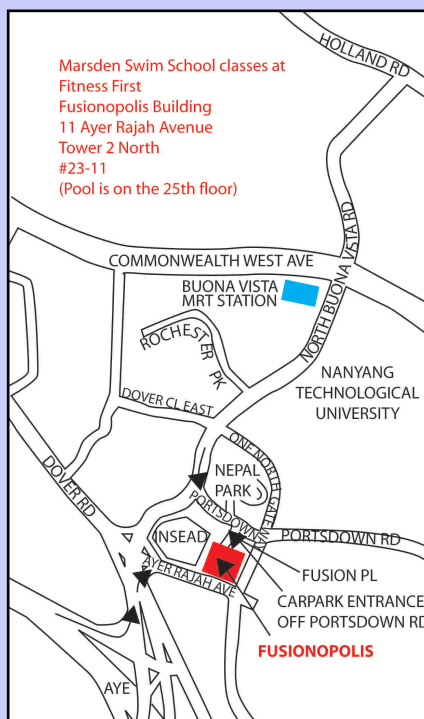 HOLLAND RD
Marsden Swim School classes at
Fitness First
Fusionopolis Building
11 Ayer Rajah Avenue
Tower 2 North
#23-11
(Pool is on the 25th floor)
COMMONWEALTH WEST AVE
NORTH BUONA VISTA RD
BUONA VISTA
MRT STATION
ROCHESTER PK
NANYANG
TECHNOLOGICAL
UNIVERSITY
DOVER CL EAST
ONE NORTH GATEWAY
DOVER RD
NEPAL
PARK
PORTSDOWN
PORTSDOWN RD
INSEAD
AYER RAJAH AVE
FUSION PL
CARPARK ENTRANCE
OFF PORTSDOWN RD
FUSIONOPOLIS
AYE